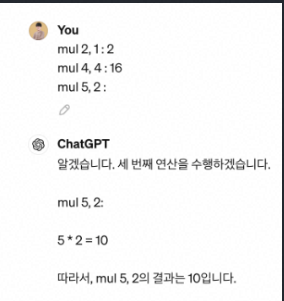 You
mul 2, 1 : 2
mul 4, 4 : 16
mul 5, 2 :
ChatGPT
알겠습니다. 세 번째 연산을 수행하겠습니다.
mul 5, 2:
5 * 2 = 10
따라서, mul 5, 2의 결과는 10입니다.